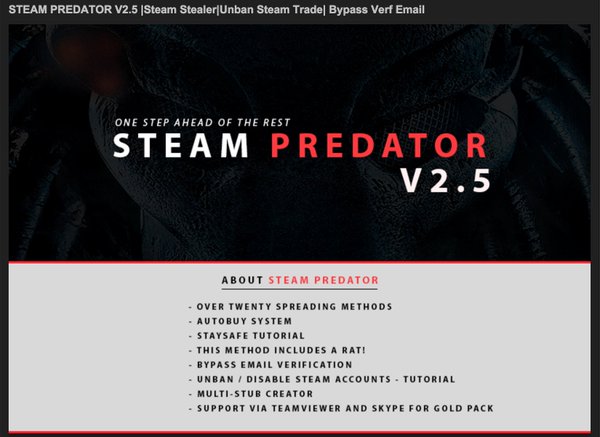 STEAM PREDATOR V2.5 |Steam Stealer|Unban Steam Trade| Bypass Verf Email
ONE STEP AHEAD OF THE REST
STEAM PREDATOR
V2.5
ABOUT STEAM PREDATOR
- OVER TWENTY SPREADING METHODS
- AUTOBUY SYSTEM
- STAYSAFE TUTORIAL
- THIS METHOD INCLUDES A RAT!
- BYPASS EMAIL VERIFICATION
- UNBAN / DISABLE STEAM ACCOUNTS - TUTORIAL
- MULTI-STUB CREATOR
- SUPPORT VIA TEAMVIEWER AND SKYPE FOR GOLD PACK